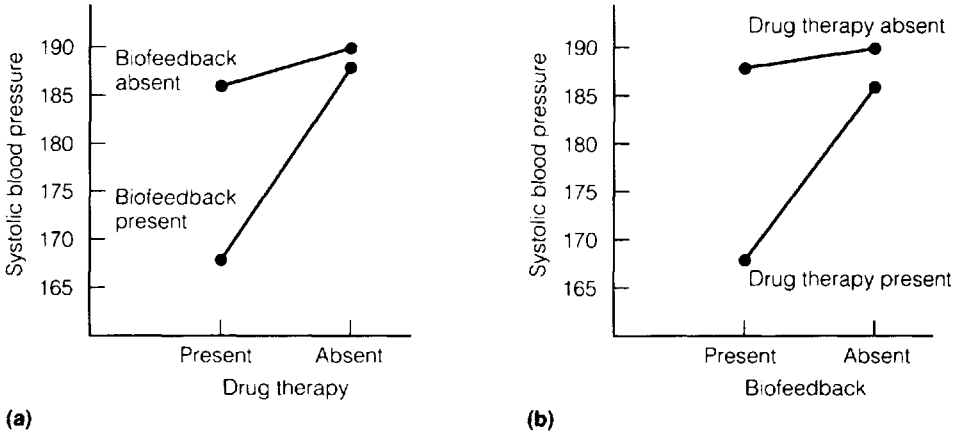 Systolic blood pressure
190
185
180
175
170
165
Biofeedback
absent
Biofeedback
present
Present Absent
Drug therapy
(a)
Systolic blood pressure
190
185
180
175
170
165
Drug therapy absent
Drug therapy present
Present Absent
Biofeedback
(b)